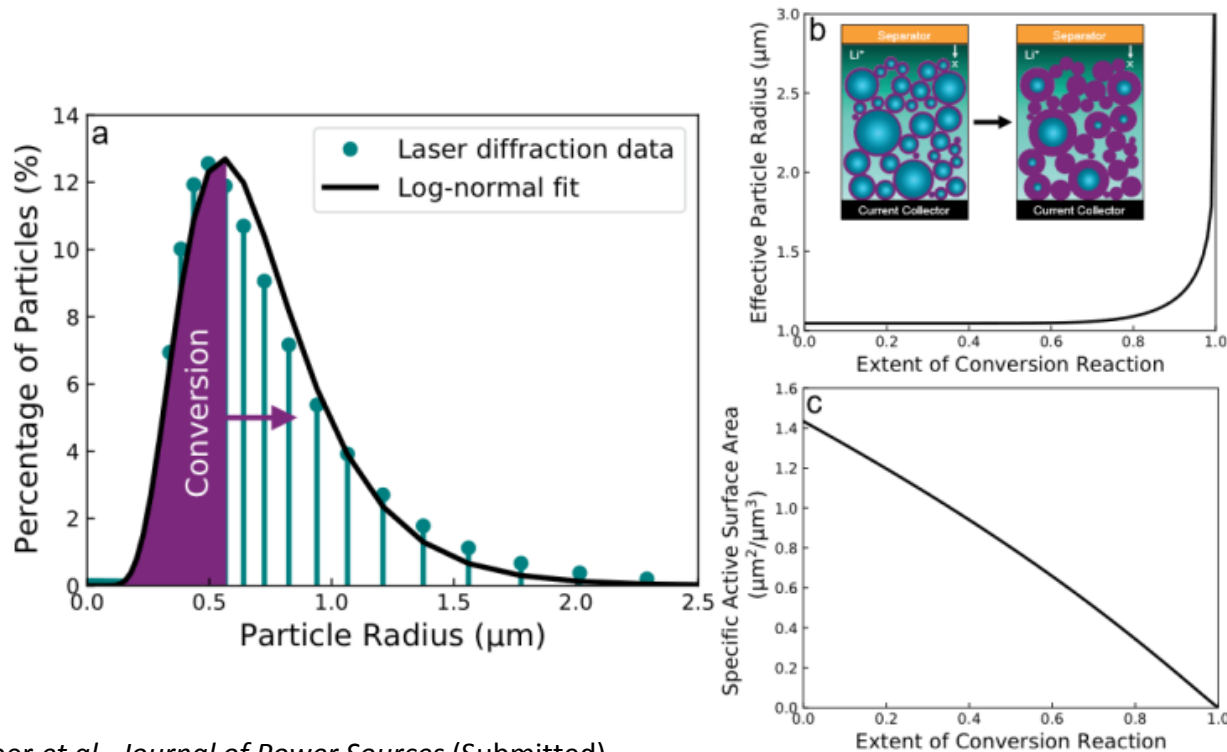 a
14
12
10
8
6
4
2
0
Percentage of Particles (%)
Laser diffraction data
Log-normal fit
Conversion
0.0 0.5 1.0 1.5 2.0 2.5
Particle Radius (μm)
b
3.0
2.5
2.0
1.5
1.0
Effective Particle Radius (μm)
Separator Separator
Li⁺ Li⁺
x x
Current Collector Current Collector
0.0 0.2 0.4 0.6 0.8 1.0
Extent of Conversion Reaction
c
1.6
1.4
1.2
1.0
0.8
0.6
0.4
0.2
0.0
Specific Active Surface Area
(μm²/μm³)
0.0 0.2 0.4 0.6 0.8 1.0
Extent of Conversion Reaction
et al., Journal of Power Sources (Submitted)